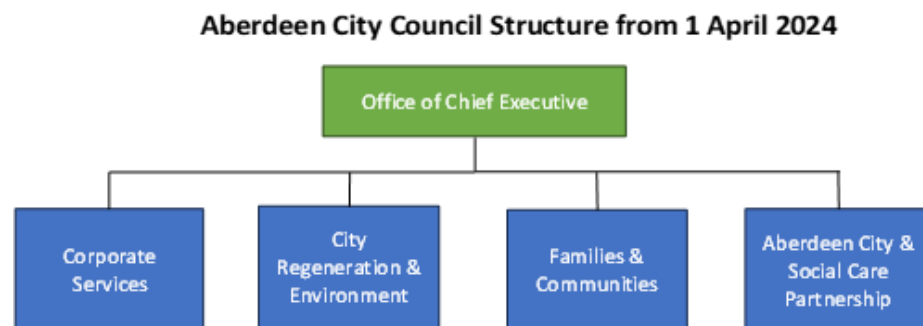 Aberdeen City Council Structure from 1 April 2024
Office of Chief Executive
Corporate
Services
City
Regeneration &
Environment
Families &
Communities
Aberdeen City &
Social Care
Partnership